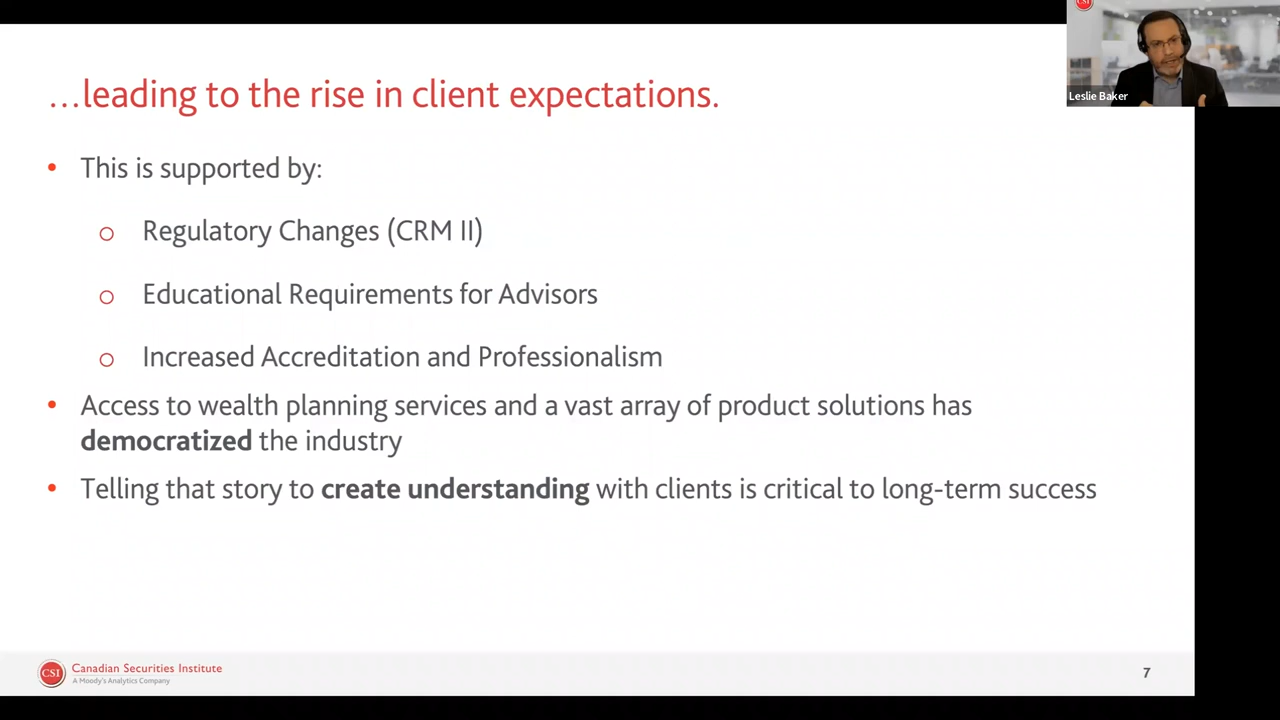 CSI
Leslie Baker
…leading to the rise in client expectations.
• This is supported by:
o Regulatory Changes (CRM II)
o Educational Requirements for Advisors
o Increased Accreditation and Professionalism
• Access to wealth planning services and a vast array of product solutions has
democratized the industry
• Telling that story to create understanding with clients is critical to long-term success
CSI
Canadian Securities Institute
A Moody's Analytics Company
7